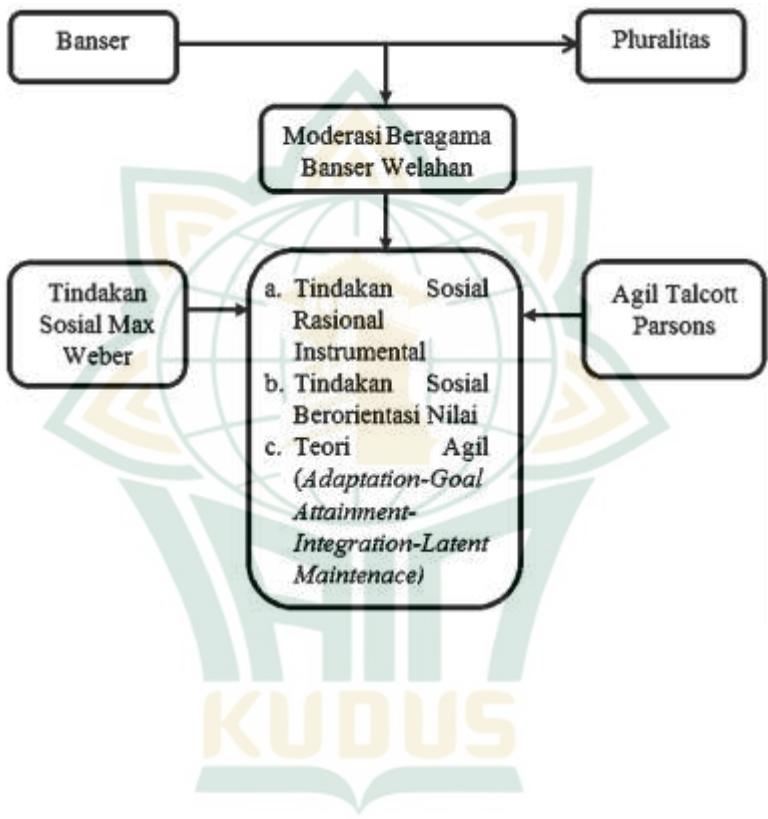 Banser
Pluralitas
Moderasi Beragama
Banser Welahan
Tindakan
Sosial Max
Weber
a. Tindakan Sosial
Rasional
Instrumental
b. Tindakan Sosial
Berorientasi Nilai
c. Teori Agil
(Adaptation-Goal
Attainment-
Integration-Latent
Maintenace)
Agil Talcott
Parsons
KUDUS